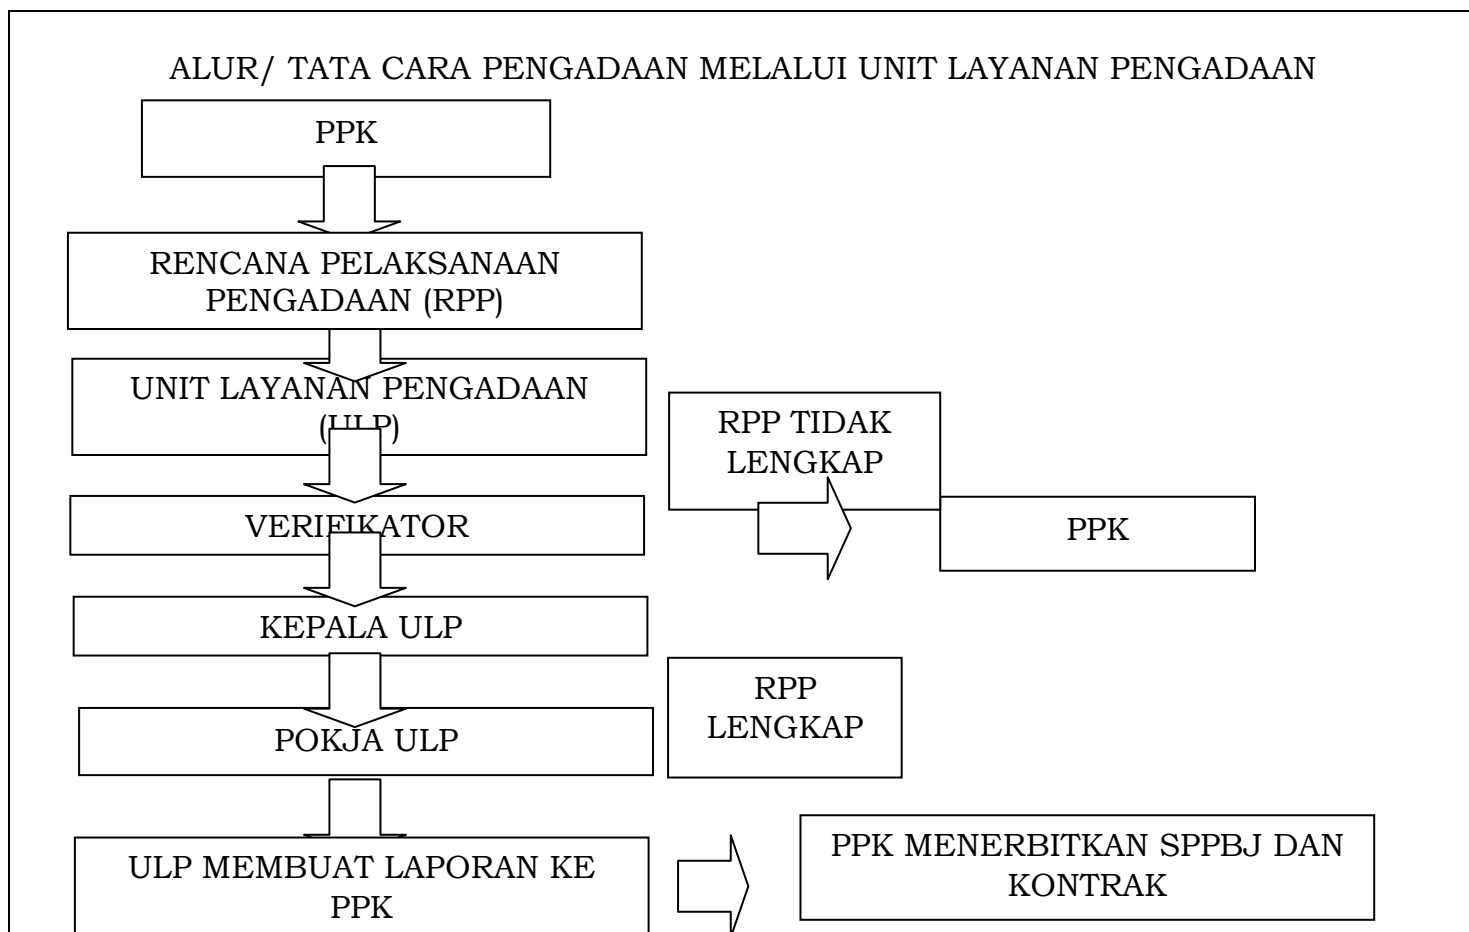 ALUR/ TATA CARA PENGADAAN MELALUI UNIT LAYANAN PENGADAAN
PPK
RENCANA PELAKSANAAN
PENGADAAN (RPP)
UNIT LAYANAN PENGADAAN
(ULP)
RPP TIDAK
LENGKAP
VERIFIKATOR
PPK
KEPALA ULP
RPP
LENGKAP
POKJA ULP
ULP MEMBUAT LAPORAN KE
PPK
PPK MENERBITKAN SPPBJ DAN
KONTRAK